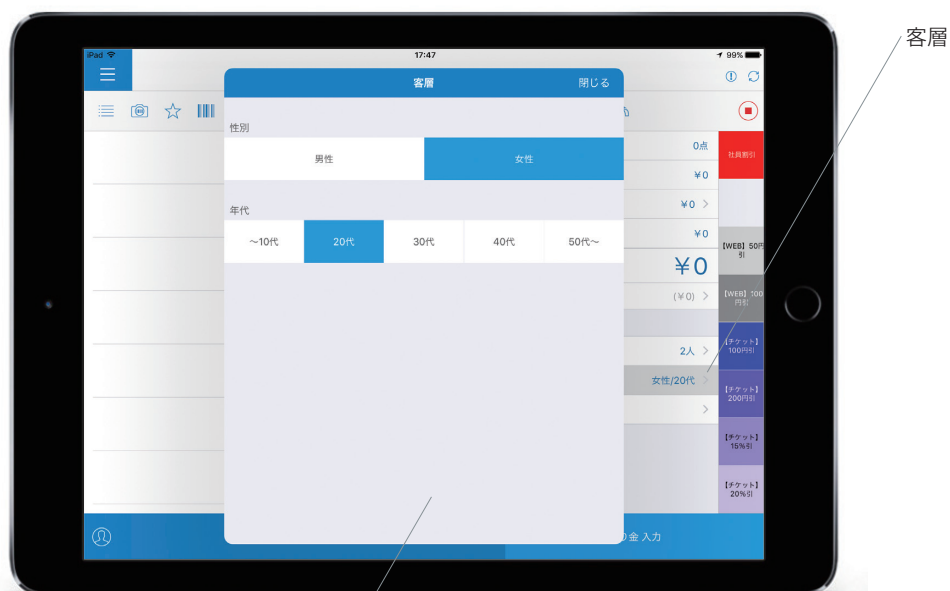 客層
iPad
17:47
99%
客層
閉じる
性別
男性
女性
年代
～10代
20代
30代
40代
50代～
0点
¥0
¥0
¥0
¥0
(¥0)
2人
女性/20代
社員割引
【WEB】50円
引
【WEB】100
円引
【チケット】
100円引
【チケット】
200円引
【チケット】
15%引
【チケット】
20%引
金 入力